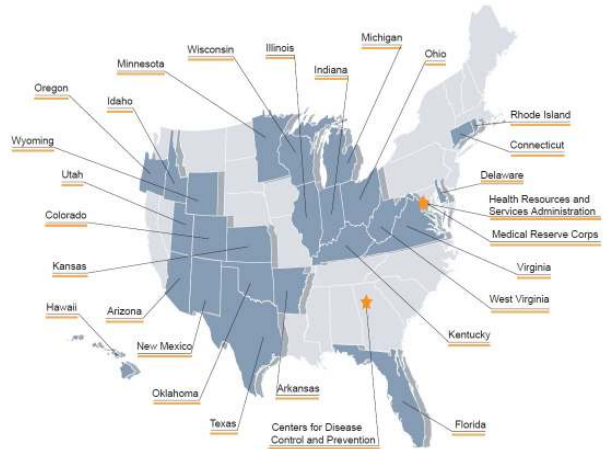 Michigan
Wisconsin
Illinois
Ohio
Minnesota
Indiana
Oregon
Idaho
Rhode Island
Wyoming
Connecticut
Utah
Delaware
Health Resources and
Services Administration
Colorado
Medical Reserve Corps
Kansas
Virginia
West Virginia
Hawaii
Arizona
Kentucky
New Mexico
Oklahoma
Arkansas
Texas
Centers for Disease
Control and Prevention
Florida